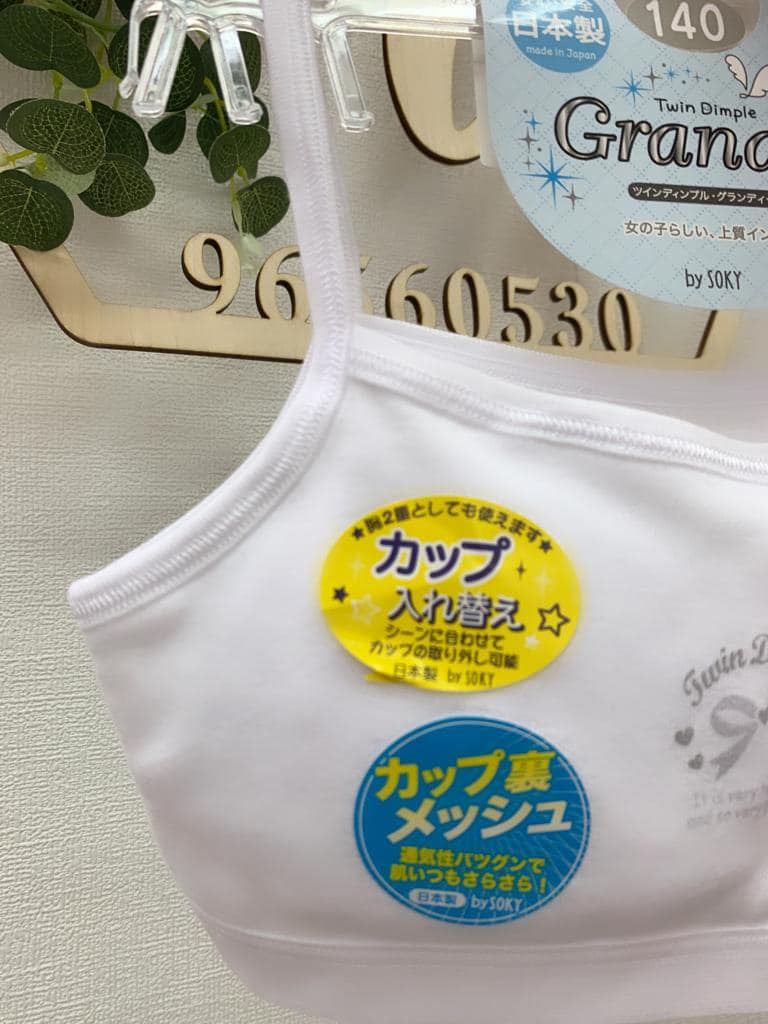 日本製
made in Japan
140
Twin Dimple
Grand
ツインディンプル・グランディ
女の子らしい、上質イン
by SOKY
60530
★胸2重としても使えます★
カップ
入れ替え
シーンに合わせて
カップの取り外し可能
日本製 by SOKY
Twin D
カップ裏
メッシュ
通気性バツグンで
肌いつもさらさら!
日本製 by SOKY